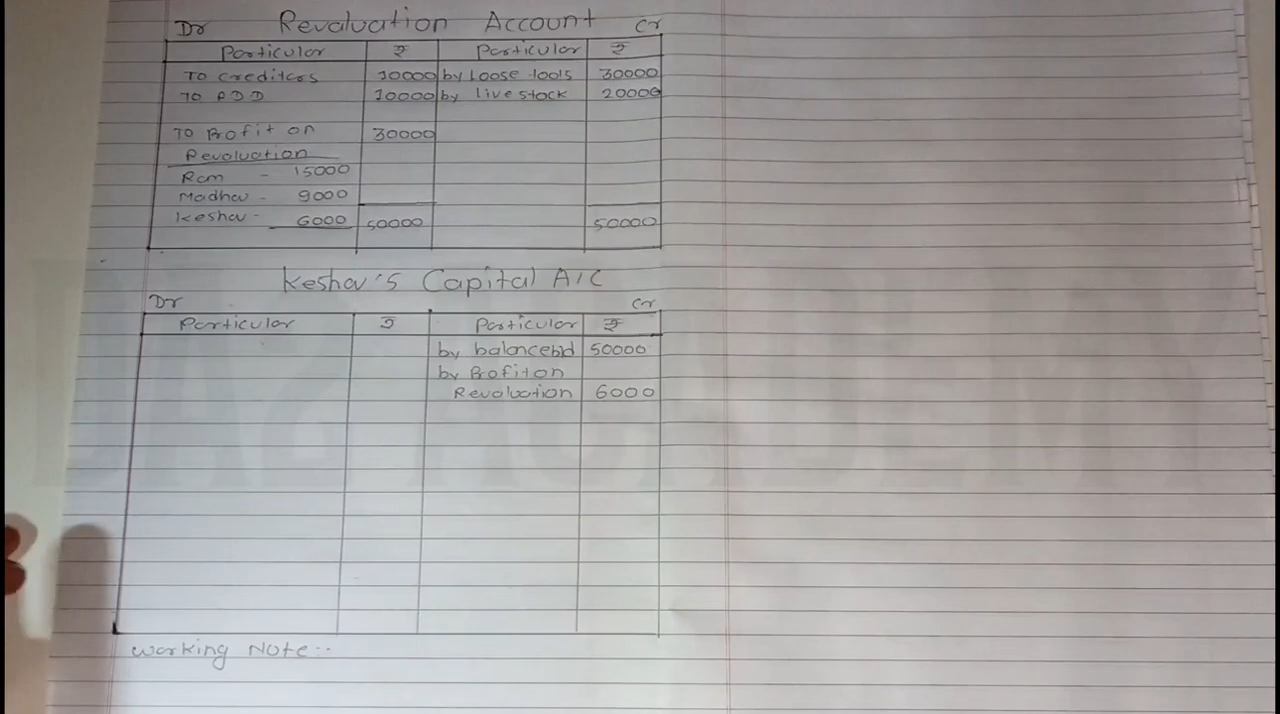 Dr Revaluation Account Cr
Particular ₹ Particular ₹
To Creditors 10000 by Loose tools 30000
To RDD 10000 by live stock 20000
To Profit on 30000
Revaluation
Ram - 15000
Madhav - 9000
Keshav - 6000 50000 50000
Keshav's Capital A/C
Dr Cr
Particular ₹ Particular ₹
by balance b/d 50000
by Profit on
Revaluation 6000
Working Note:-